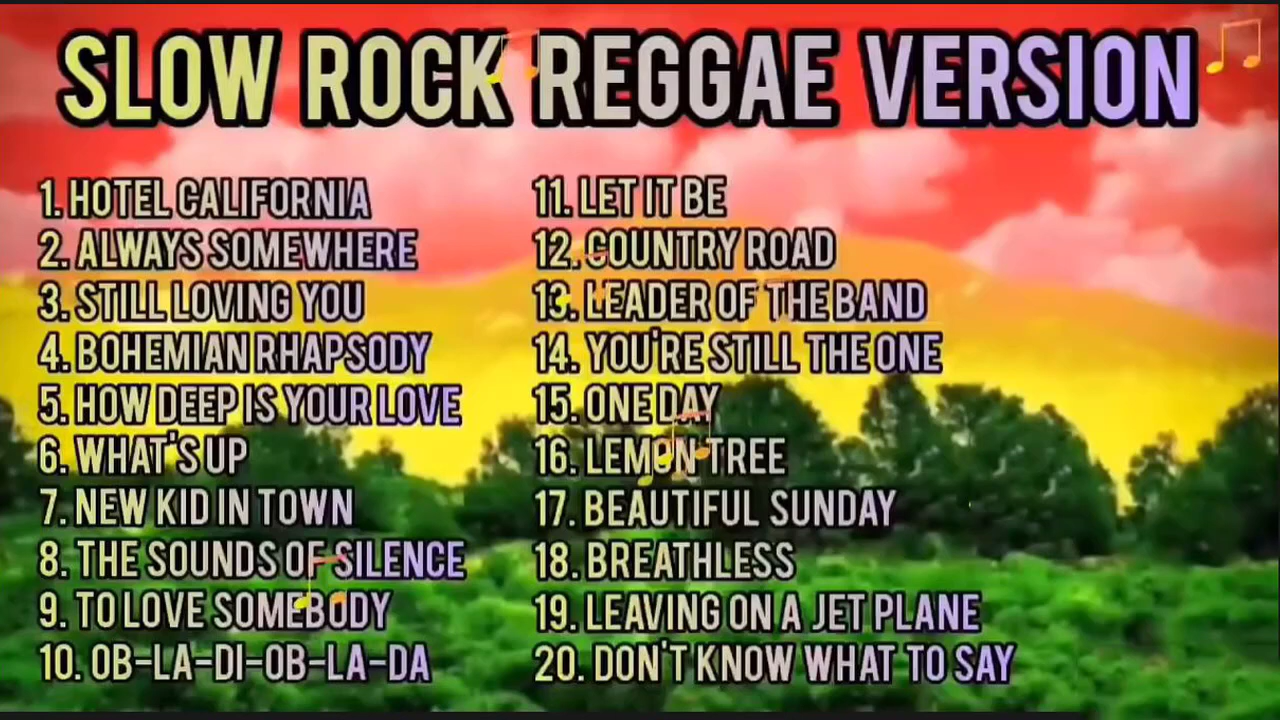 SLOW ROCK REGGAE VERSION
1. HOTEL CALIFORNIA
2. ALWAYS SOMEWHERE
3. STILL LOVING YOU
4. BOHEMIAN RHAPSODY
5. HOW DEEP IS YOUR LOVE
6. WHAT'S UP
7. NEW KID IN TOWN
8. THE SOUNDS OF SILENCE
9. TO LOVE SOMEBODY
10. OB-LA-DI-OB-LA-DA
11. LET IT BE
12. COUNTRY ROAD
13. LEADER OF THE BAND
14. YOU'RE STILL THE ONE
15. ONE DAY
16. LEMON TREE
17. BEAUTIFUL SUNDAY
18. BREATHLESS
19. LEAVING ON A JET PLANE
20. DON'T KNOW WHAT TO SAY